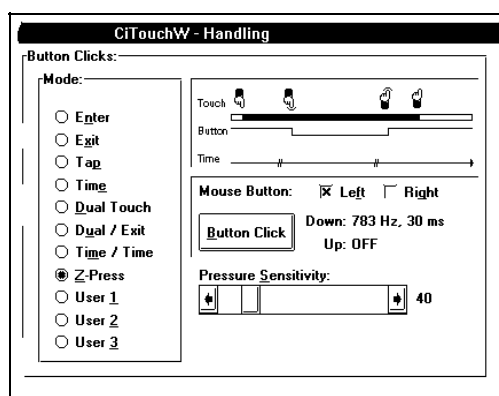 CiTouchW - Handling
Button Clicks:
Mode:
Enter
Exit
Tap
Time
Dual Touch
Dual / Exit
Time / Time
Z-Press
User 1
User 2
User 3
Touch
Button
Time
Mouse Button: Left Right
Button Click
Down: 783 Hz, 30 ms
Up: OFF
Pressure Sensitivity:
40